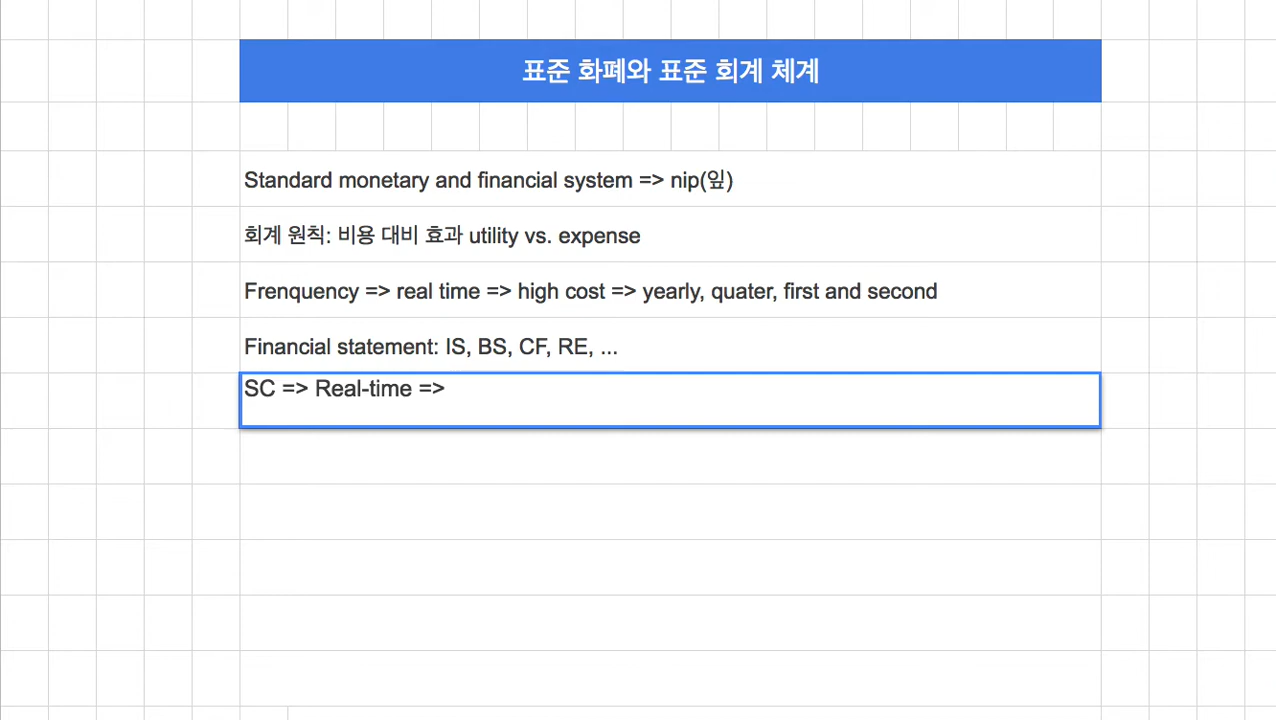 표준 화폐와 표준 회계 체계
Standard monetary and financial system => nip(잎)
회계 원칙: 비용 대비 효과 utility vs. expense
Frenquency => real time => high cost => yearly, quater, first and second
Financial statement: IS, BS, CF, RE, ...
SC => Real-time =>